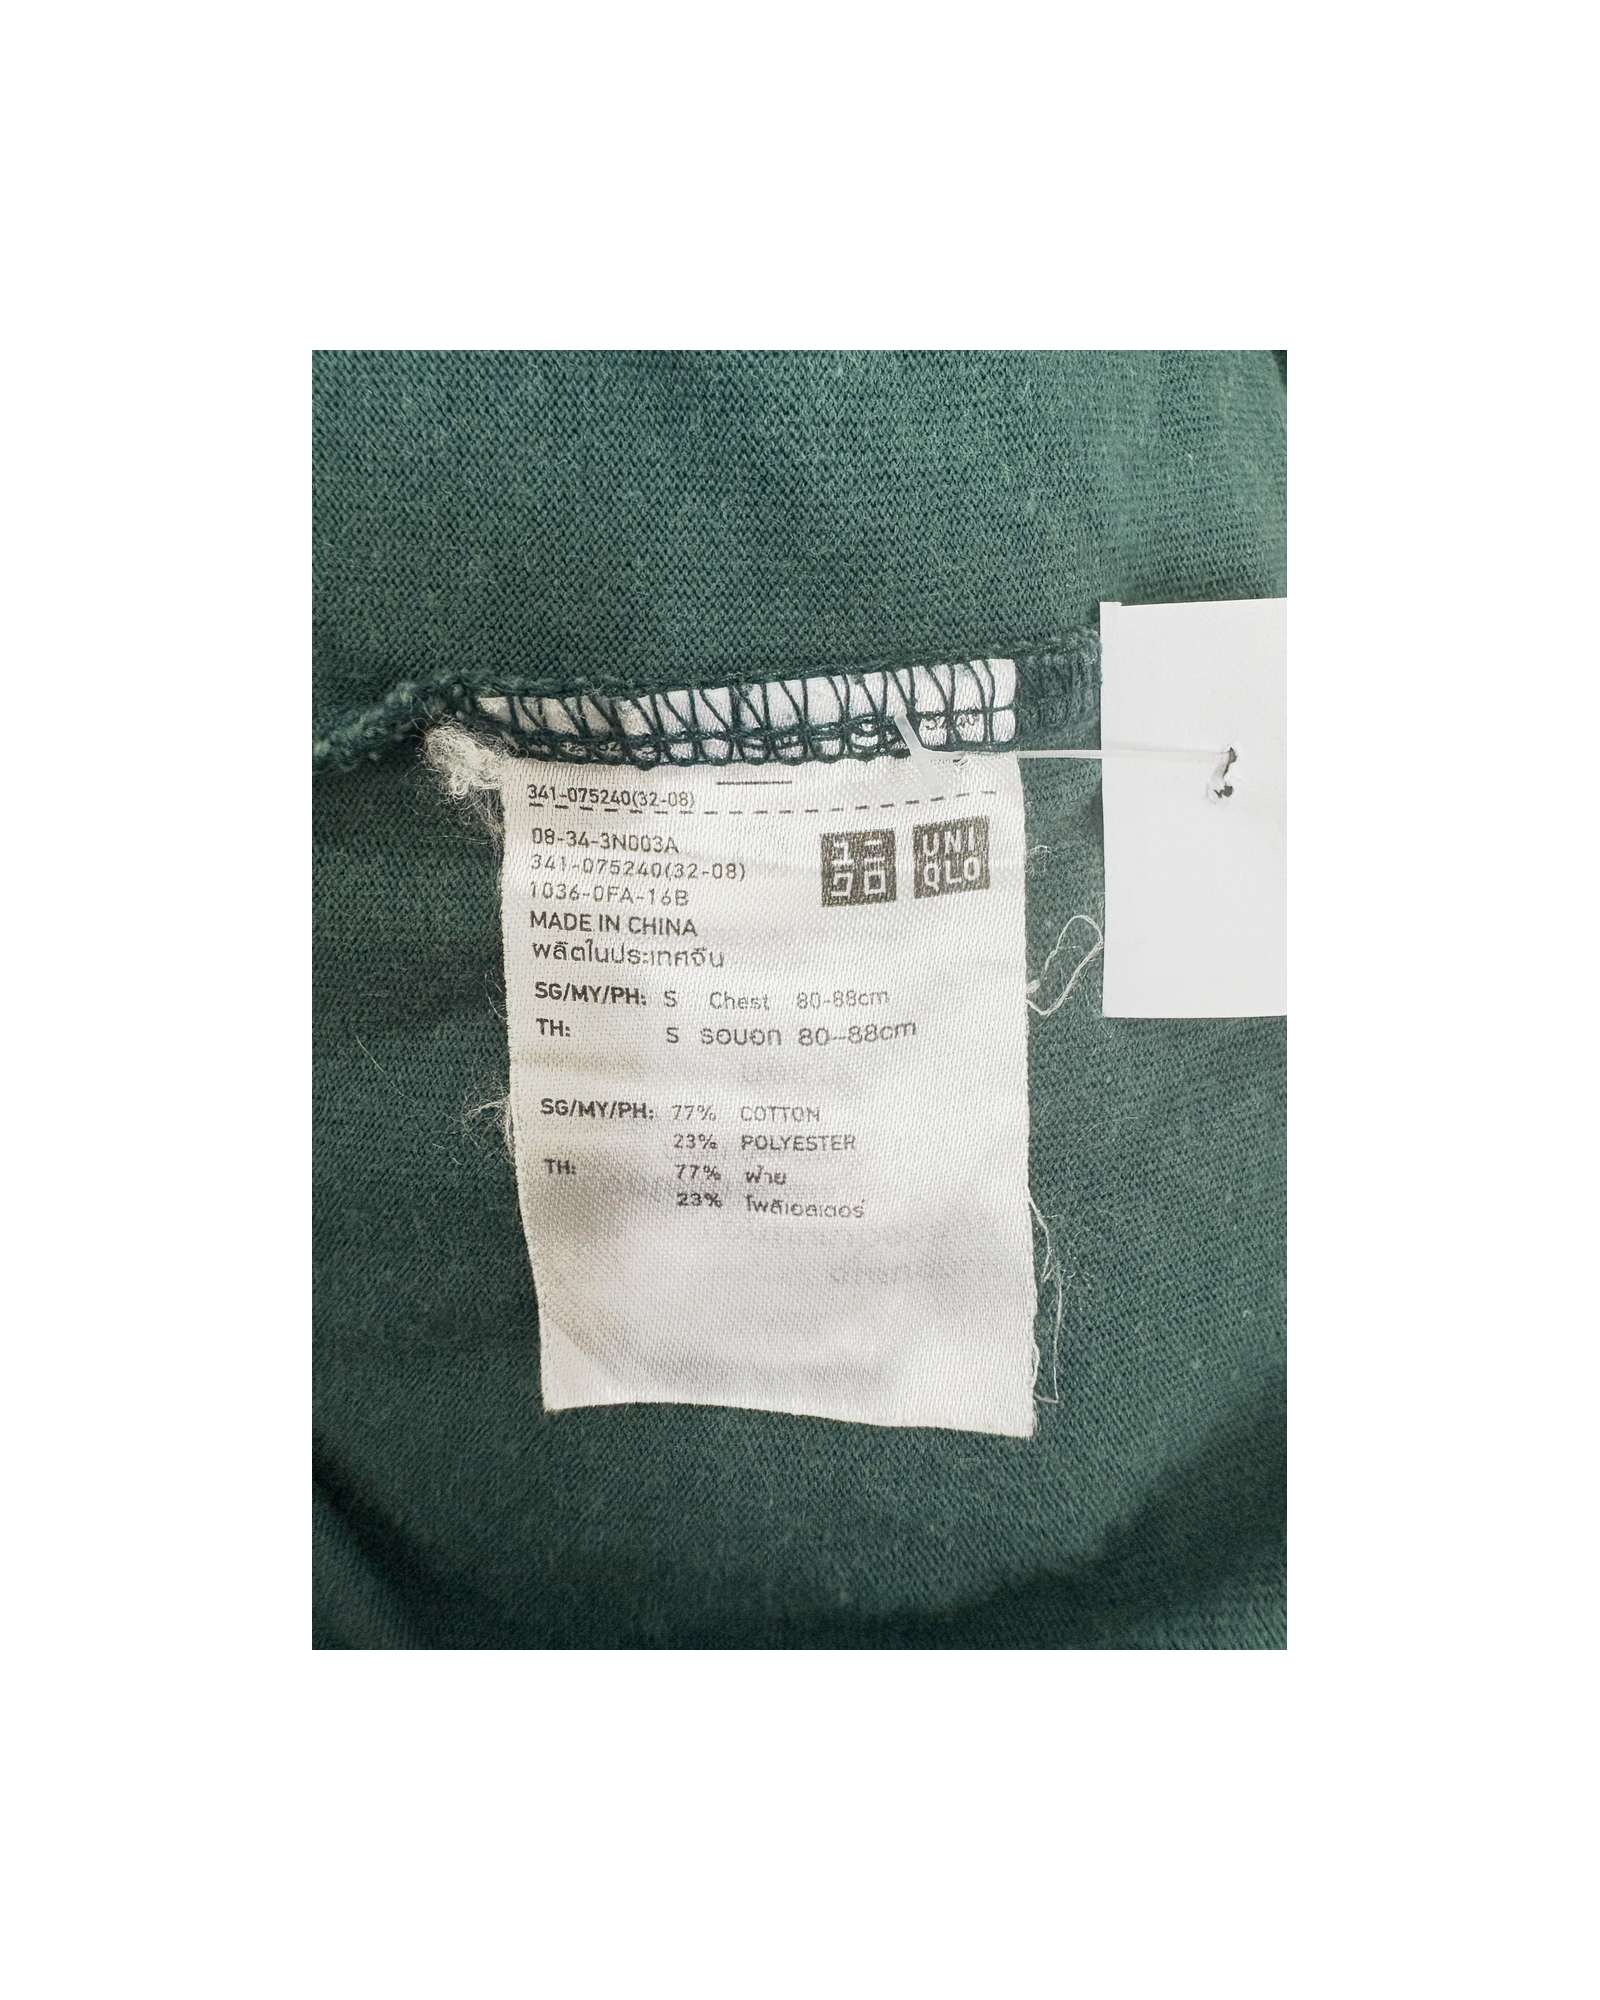 341-075240(32-08)
08-34-3N003A
341-075240(32-08)
1036-0FA-16B
ユニ
クロ
UNI
QLO
MADE IN CHINA
ผลิตในประเทศจีน
SG/MY/PH: S Chest 80-88cm
TH: S รอบอก 80-88cm
SG/MY/PH: 77% COTTON
23% POLYESTER
TH: 77% ฝ้าย
23% โพลีเอสเตอร์